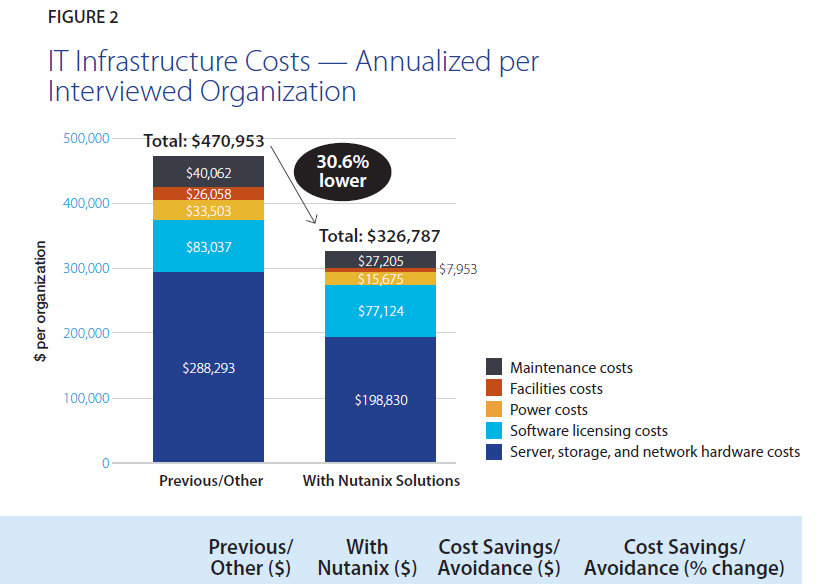 FIGURE 2
IT Infrastructure Costs — Annualized per
Interviewed Organization
$ per organization
500,000
400,000
300,000
200,000
100,000
0
Total: $470,953
$40,062
$26,058
$33,503
$83,037
$288,293
30.6%
lower
Total: $326,787
$27,205
$7,953
$15,675
$77,124
$198,830
Previous/Other
With Nutanix Solutions
Maintenance costs
Facilities costs
Power costs
Software licensing costs
Server, storage, and network hardware costs
Previous/
Other ($)
With
Nutanix ($)
Cost Savings/
Avoidance ($)
Cost Savings/
Avoidance (% change)